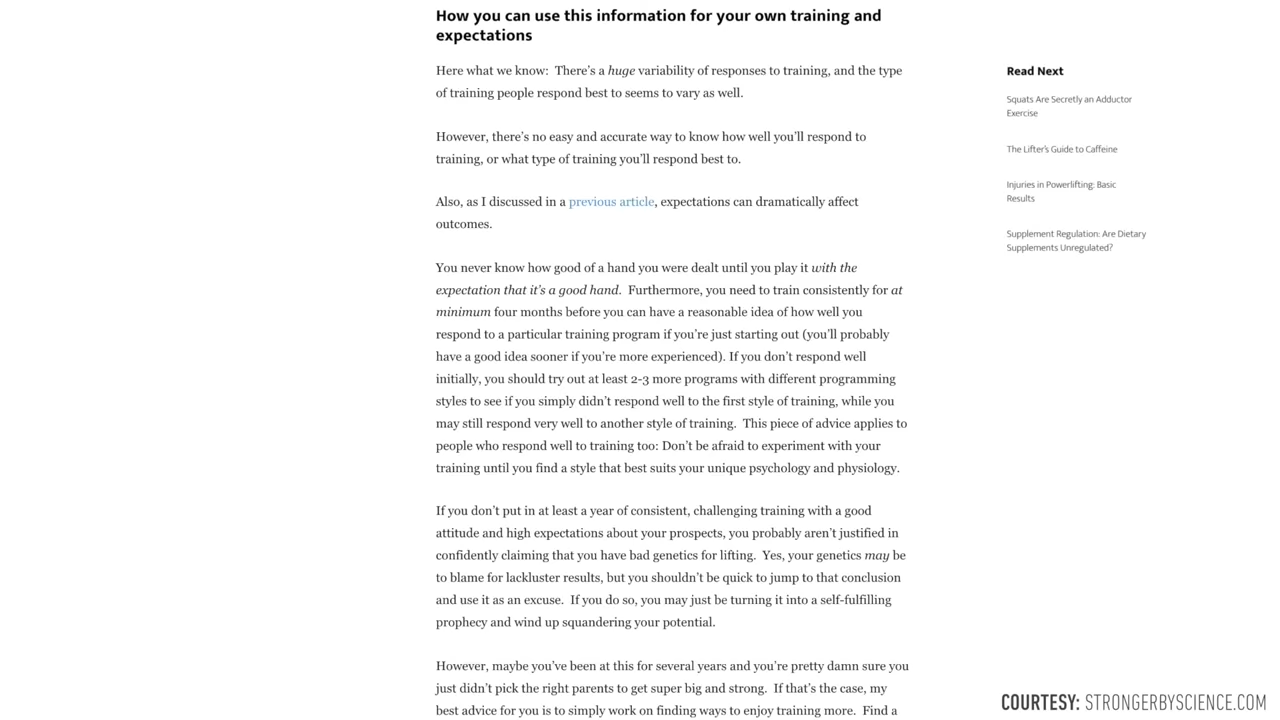 How you can use this information for your own training and
expectations
Here what we know:  There's a huge variability of responses to training, and the type
of training people respond best to seems to vary as well.
However, there's no easy and accurate way to know how well you'll respond to
training, or what type of training you'll respond best to.
Also, as I discussed in a previous article, expectations can dramatically affect
outcomes.
You never know how good of a hand you were dealt until you play it with the
expectation that it's a good hand.  Furthermore, you need to train consistently for at
minimum four months before you can have a reasonable idea of how well you
respond to a particular training program if you're just starting out (you'll probably
have a good idea sooner if you're more experienced). If you don't respond well
initially, you should try out at least 2-3 more programs with different programming
styles to see if you simply didn't respond well to the first style of training, while you
may still respond very well to another style of training.  This piece of advice applies to
people who respond well to training too: Don't be afraid to experiment with your
training until you find a style that best suits your unique psychology and physiology.
If you don't put in at least a year of consistent, challenging training with a good
attitude and high expectations about your prospects, you probably aren't justified in
confidently claiming that you have bad genetics for lifting.  Yes, your genetics may be
to blame for lackluster results, but you shouldn't be quick to jump to that conclusion
and use it as an excuse.  If you do so, you may just be turning it into a self-fulfilling
prophecy and wind up squandering your potential.
However, maybe you've been at this for several years and you're pretty damn sure you
just didn't pick the right parents to get super big and strong.  If that's the case, my
best advice for you is to simply work on finding ways to enjoy training more.  Find a
Read Next
Squats Are Secretly an Adductor
Exercise
The Lifter's Guide to Caffeine
Injuries in Powerlifting: Basic
Results
Supplement Regulation: Are Dietary
Supplements Unregulated?
COURTESY: STRONGERBYSCIENCE.COM